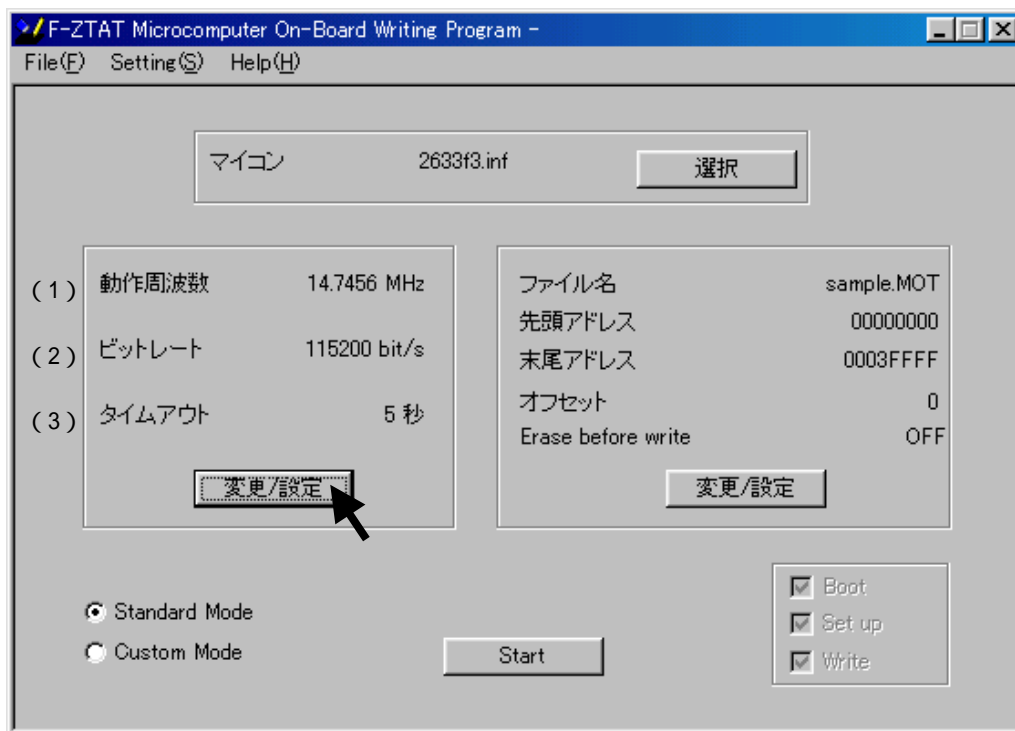 F-ZTAT Microcomputer On-Board Writing Program -
File(F) Setting(S) Help(H)
マイコン 2633f3.inf 選択
(1) 動作周波数 14.7456 MHz
(2) ビットレート 115200 bit/s
(3) タイムアウト 5 秒
変更/設定
ファイル名 sample.MOT
先頭アドレス 00000000
末尾アドレス 0003FFFF
オフセット 0
Erase before write OFF
変更/設定
Standard Mode
Custom Mode
Start
Boot
Set up
Write